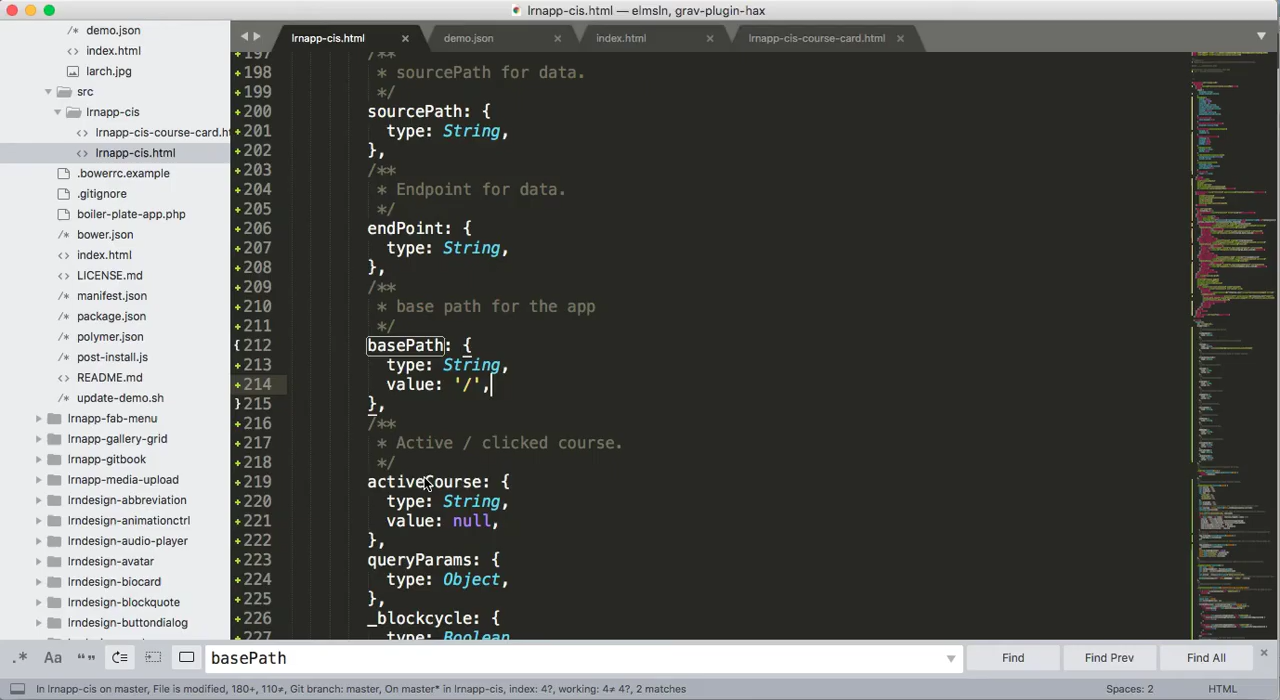 lrnapp-cis.html — elmsln, grav-plugin-hax
/* demo.json
<> index.html
larch.jpg
src
lrnapp-cis
<> lrnapp-cis-course-card.ht
<> lrnapp-cis.html
.bowerrc.example
.gitignore
boiler-plate-app.php
/* bower.json
<> index.html
LICENSE.md
/* manifest.json
/* package.json
/* polymer.json
/* post-install.js
README.md
/* update-demo.sh
lrnapp-fab-menu
lrnapp-gallery-grid
lrnapp-gitbook
lrnapp-media-upload
lrndesign-abbreviation
lrndesign-animationctrl
lrndesign-audio-player
lrndesign-avatar
lrndesign-biocard
lrndesign-blockquote
lrndesign-buttondialog
lrnapp-cis.html × demo.json × index.html × lrnapp-cis-course-card.html ×
+197 /**
+198 * sourcePath for data.
+199 */
+200 sourcePath: {
+201 type: String,
+202 },
+203 /**
+204 * Endpoint for data.
+205 */
+206 endPoint: {
+207 type: String,
+208 },
+209 /**
+210 * base path for the app
+211 */
{212 basePath: {
+213 type: String,
+214 value: '/',
}215 },
+216 /**
+217 * Active / clicked course.
+218 */
+219 activeCourse: {
+220 type: String,
+221 value: null,
+222 },
+223 queryParams: {
+224 type: Object,
+225 },
+226 _blockcycle: {
+227 type: Boolean
.* Aa “” basePath Find Find Prev Find All ×
In lrnapp-cis on master, File is modified, 180+, 110≠, Git branch: master, On master* in lrnapp-cis, index: 4?, working: 4≠ 4?, 2 matches Spaces: 2 HTML